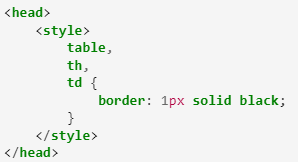 <head>
    <style>
        table,
        th,
        td {
            border: 1px solid black;
        }
    </style>
</head>